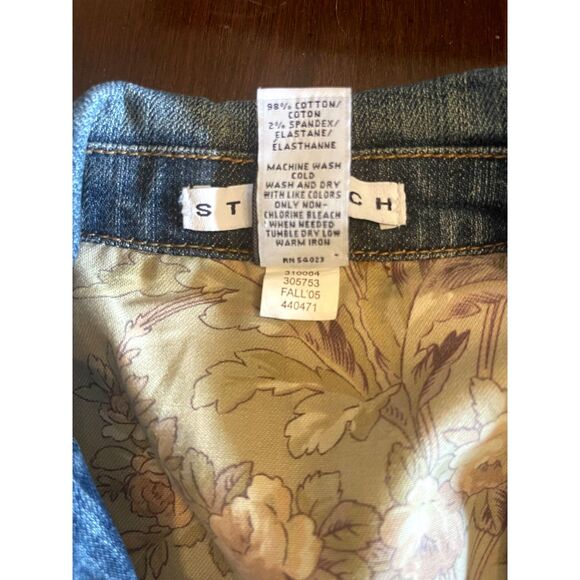 98% COTTON/
COTON
2% SPANDEX/
ELASTANE/
ÉLASTHANNE
MACHINE WASH
COLD
WASH AND DRY
WITH LIKE COLORS
ONLY NON-
CHLORINE BLEACH
WHEN NEEDED
TUMBLE DRY LOW
WARM IRON
RN 54023
ST CH
305753
FALL'05
440471